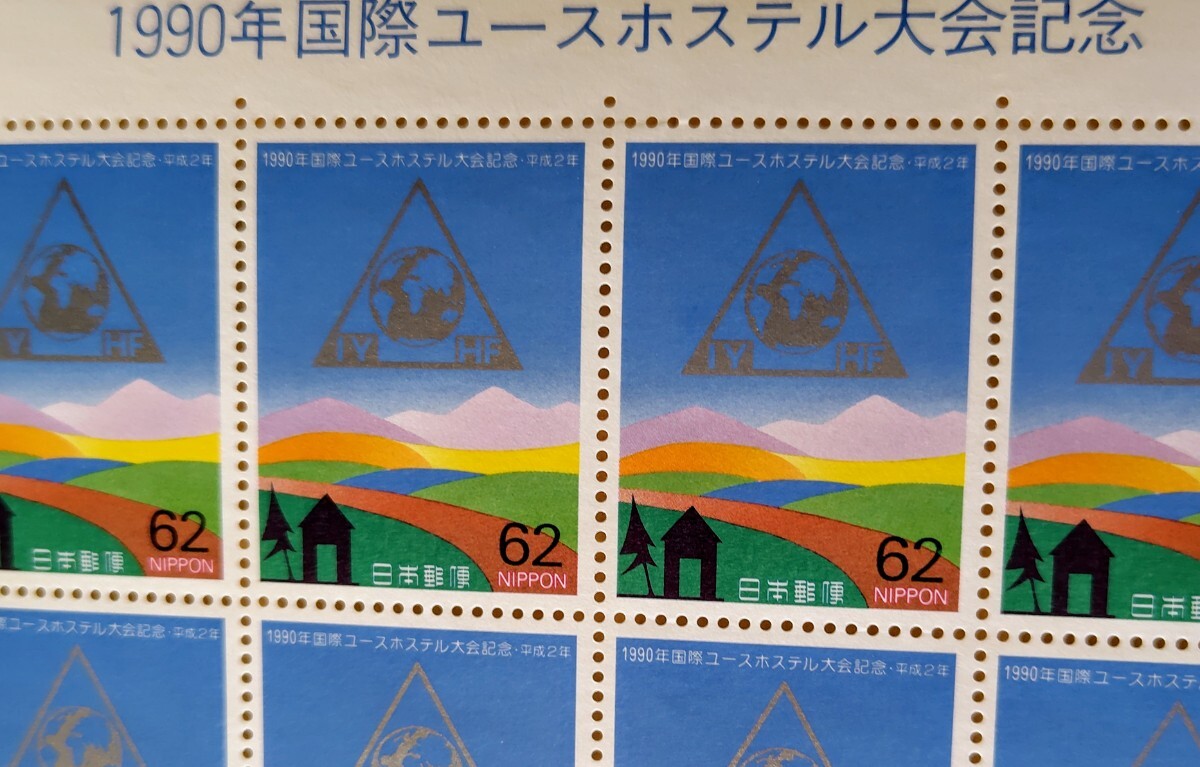 1990年国際ユースホステル大会記念
ユースホステル大会記念・平成2年
1990年国際ユースホステル大会記念・平成2年
1990年国際ユースホステル大会記念・平成2年
1990年国際ユースホス
Y HF
IY HF
IY HF
IY
日本郵便
62
NIPPON
日本郵便
62
NIPPON
日本郵便
62
NIPPON
日本
際ユースホステル大会記念・平成2年
1990年国際ユースホステル大会記念・平成2年
1990年国際ユースホステル大会記念・平成2年
1990年国際ユースホス